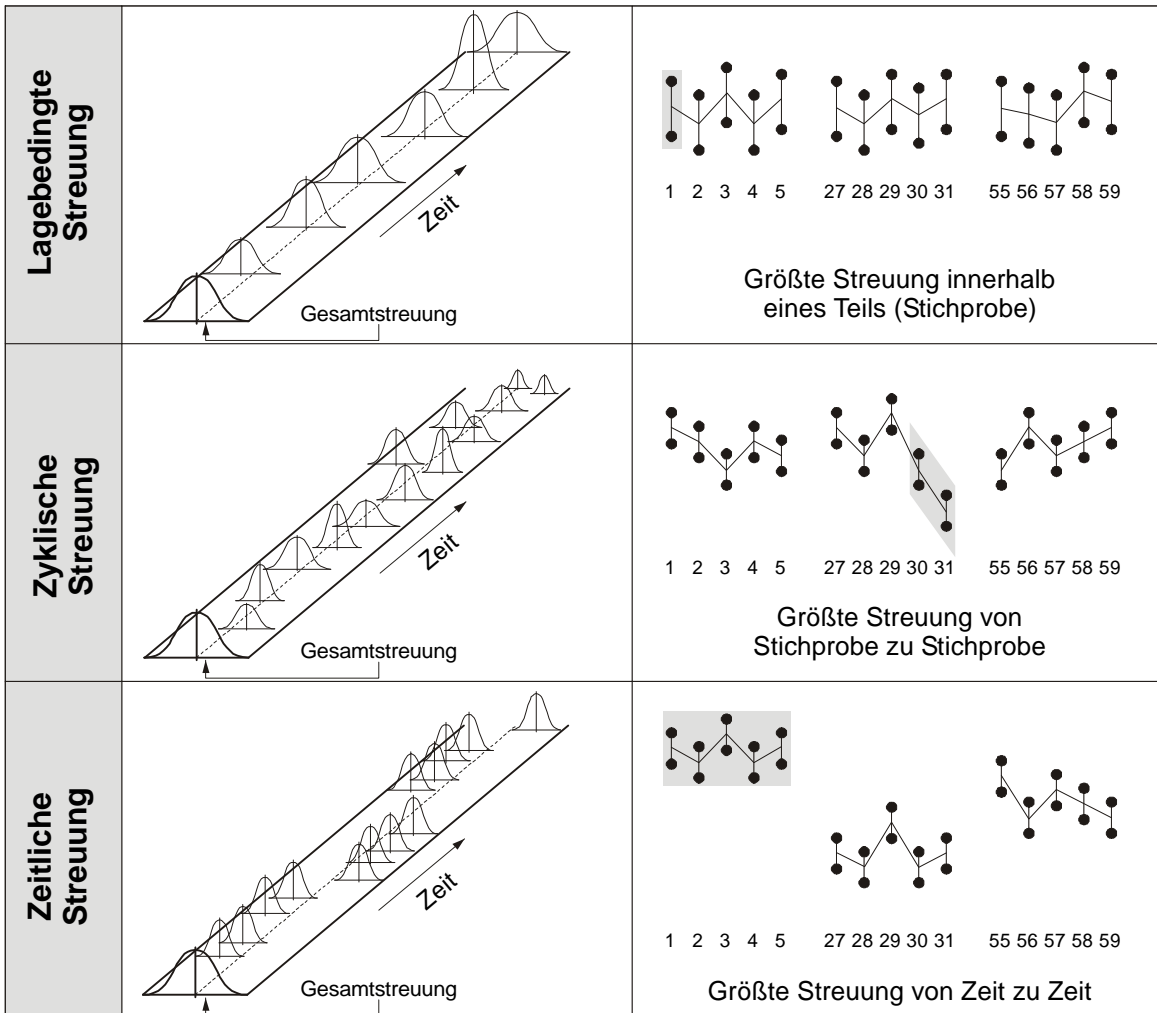 Lagebedingte
Streuung
Zeit
Gesamtstreuung
1 2 3 4 5 27 28 29 30 31 55 56 57 58 59
Größte Streuung innerhalb
eines Teils (Stichprobe)
Zyklische
Streuung
Zeit
Gesamtstreuung
1 2 3 4 5 27 28 29 30 31 55 56 57 58 59
Größte Streuung von
Stichprobe zu Stichprobe
Zeitliche
Streuung
Zeit
Gesamtstreuung
1 2 3 4 5 27 28 29 30 31 55 56 57 58 59
Größte Streuung von Zeit zu Zeit